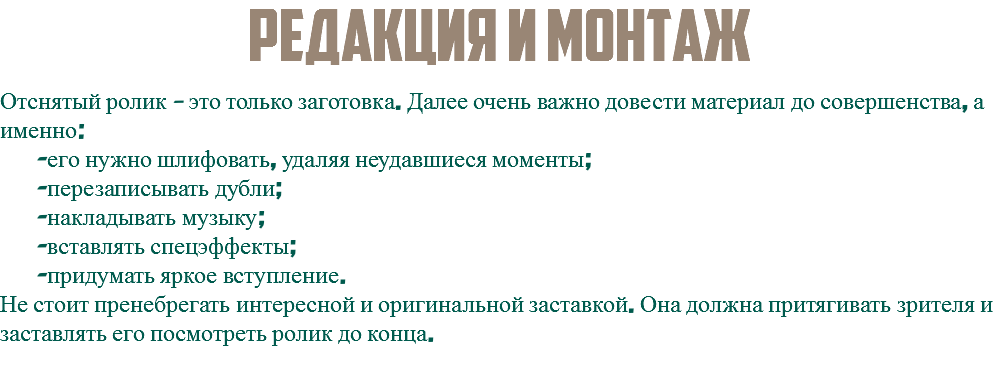 РЕДАКЦИЯ И МОНТАЖ
Отснятый ролик - это только заготовка. Далее очень важно довести материал до совершенства, а
именно:
-его нужно шлифовать, удаляя неудавшиеся моменты;
-перезаписывать дубли;
-накладывать музыку;
-вставлять спецэффекты;
-придумать яркое вступление.
Не стоит пренебрегать интересной и оригинальной заставкой. Она должна притягивать зрителя и
заставлять его посмотреть ролик до конца.